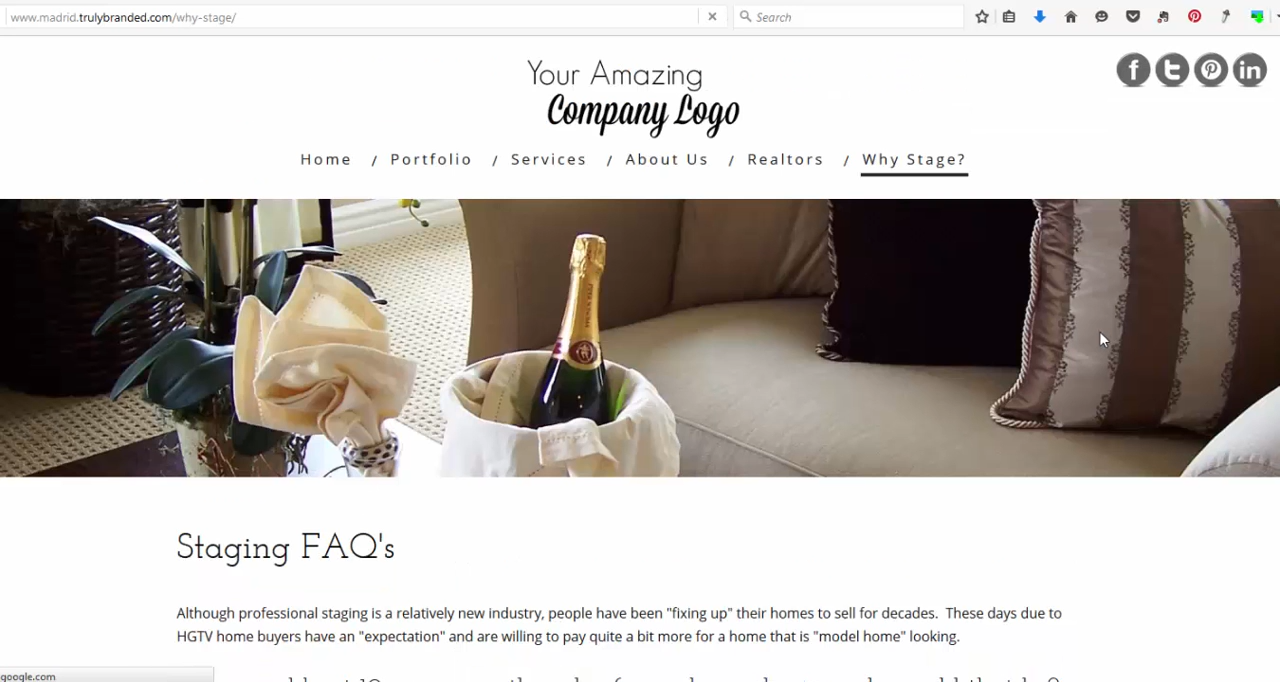 www.madrid.trulybranded.com/why-stage/
Search
Your Amazing
Company Logo
Home / Portfolio / Services / About Us / Realtors / Why Stage?
Staging FAQ's
Although professional staging is a relatively new industry, people have been "fixing up" their homes to sell for decades. These days due to
HGTV home buyers have an "expectation" and are willing to pay quite a bit more for a home that is "model home" looking.
google.com